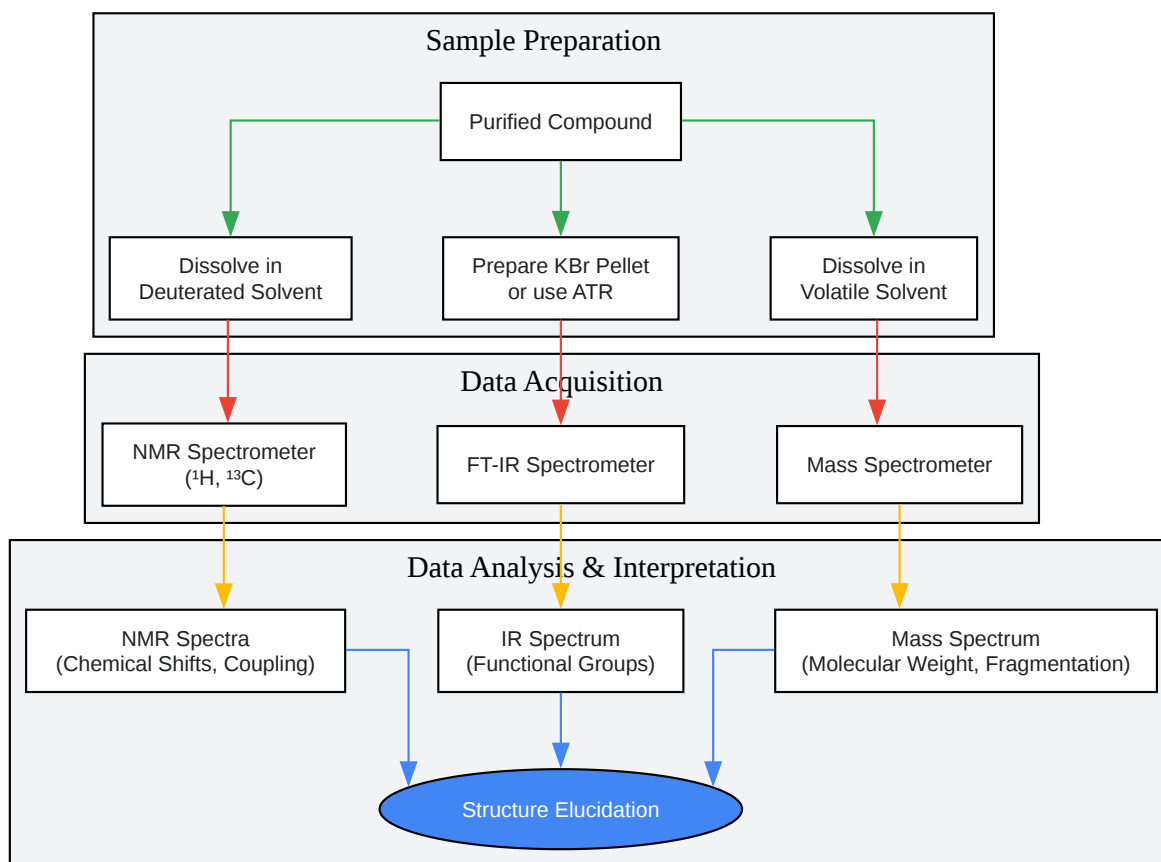 Sample Preparation
Purified Compound
Dissolve in
Deuterated Solvent
Prepare KBr Pellet
or use ATR
Dissolve in
Volatile Solvent
Data Acquisition
NMR Spectrometer
(¹H, ¹³C)
FT-IR Spectrometer
Mass Spectrometer
Data Analysis & Interpretation
NMR Spectra
(Chemical Shifts, Coupling)
IR Spectrum
(Functional Groups)
Mass Spectrum
(Molecular Weight, Fragmentation)
Structure Elucidation